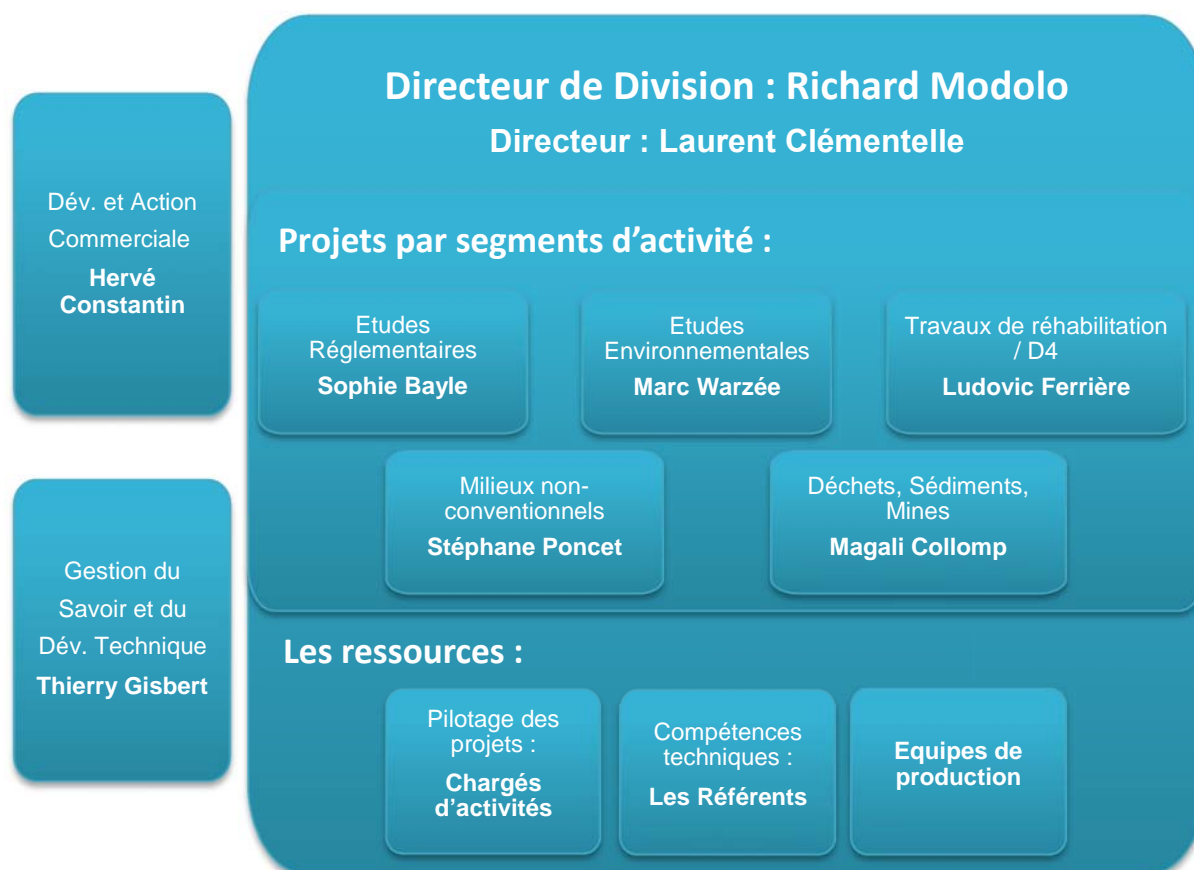 Directeur de Division : Richard Modolo
Directeur : Laurent Clémentelle
Dév. et Action
Commerciale
Hervé
Constantin
Gestion du
Savoir et du
Dév. Technique
Thierry Gisbert
Projets par segments d’activité :
Etudes
Réglementaires
Sophie Bayle
Etudes
Environnementales
Marc Warzée
Travaux de réhabilitation
/ D4
Ludovic Ferrière
Milieux non-
conventionnels
Stéphane Poncet
Déchets, Sédiments,
Mines
Magali Collomp
Les ressources :
Pilotage des
projets :
Chargés
d’activités
Compétences
techniques :
Les Référents
Equipes de
production